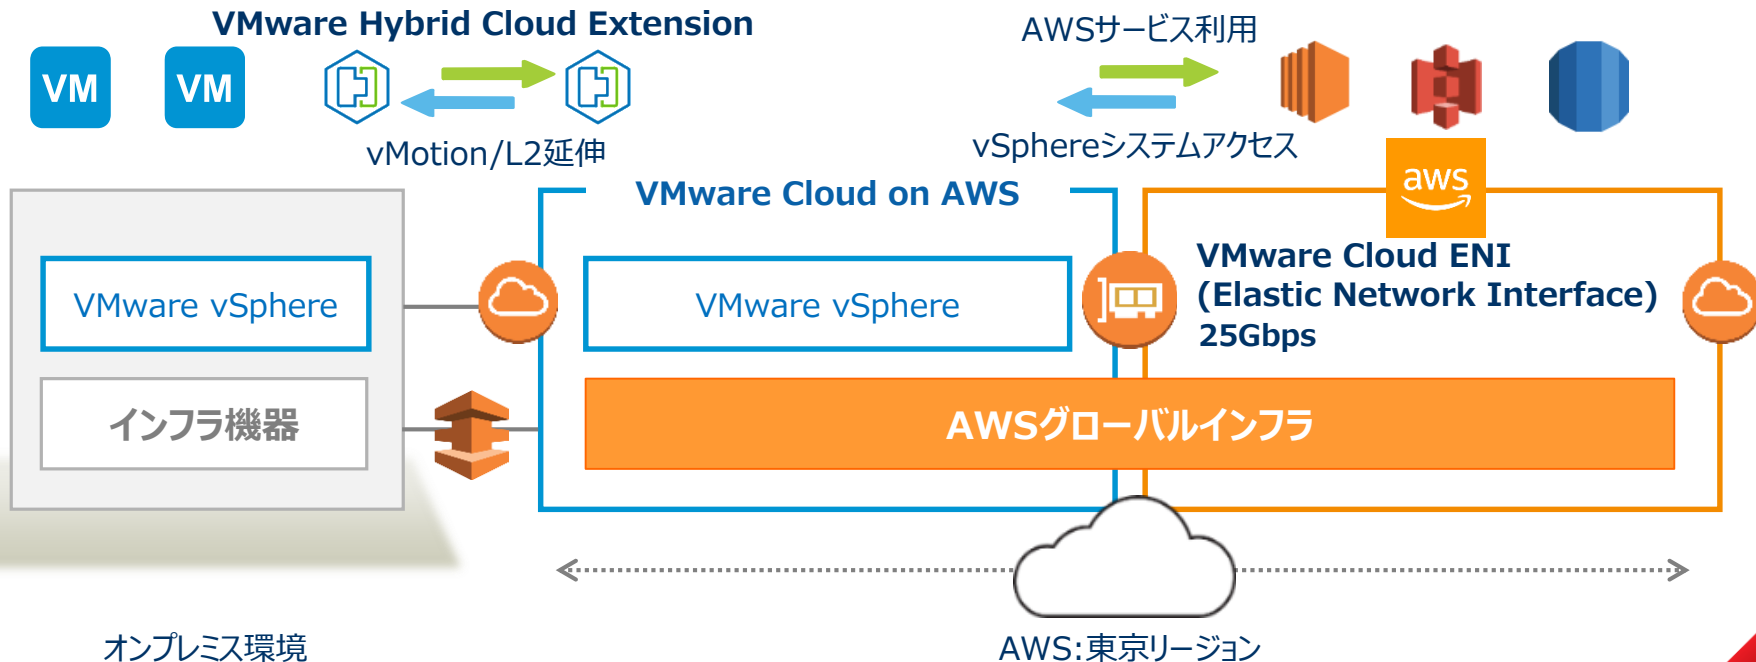 VMware Hybrid Cloud Extension
AWSサービス利用
VM
VM
vMotion/L2延伸
vSphereシステムアクセス
VMware Cloud on AWS
aws
VMware Cloud ENI
(Elastic Network Interface)
25Gbps
VMware vSphere
VMware vSphere
インフラ機器
AWSグローバルインフラ
オンプレミス環境
AWS:東京リージョン